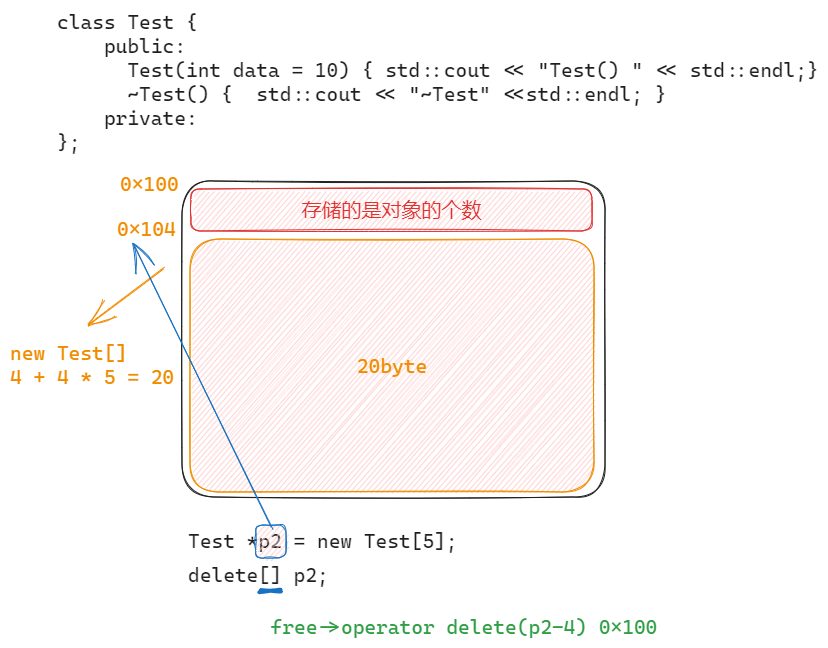 class Test {
public:
Test(int data = 10) { std::cout << "Test() " << std::endl;}
~Test() {  std::cout << "~Test" <<std::endl; }
private:
};
0×100
存储的是对象的个数
0×104
new Test[]
4 + 4 * 5 = 20
20byte
Test *p2 = new Test[5];
delete[] p2;
free->operator delete(p2-4) 0×100